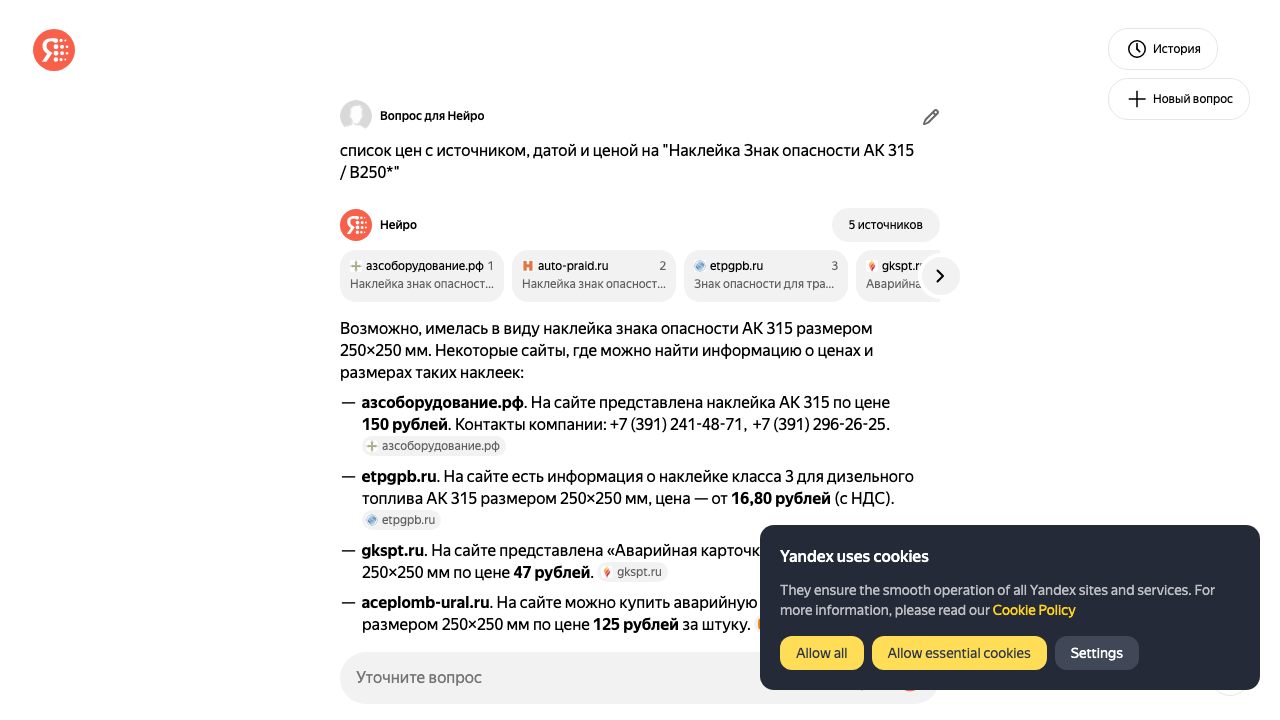 История
Новый вопрос
Вопрос для Нейро
список цен с источником, датой и ценой на "Наклейка Знак опасности АК 315
/ В250*"
Нейро
5 источников
азсоборудование.рф 1
Наклейка знак опасност...
auto-praid.ru 2
Наклейка знак опасност...
etpgpb.ru 3
Знак опасности для тра...
gkspt.r
Аварийна
Возможно, имелась в виду наклейка знака опасности АК 315 размером
250×250 мм. Некоторые сайты, где можно найти информацию о ценах и
размерах таких наклеек:
— азсоборудование.рф. На сайте представлена наклейка АК 315 по цене
150 рублей. Контакты компании: +7 (391) 241-48-71, +7 (391) 296-26-25.
азсоборудование.рф
— etpgpb.ru. На сайте есть информация о наклейке класса 3 для дизельного
топлива АК 315 размером 250×250 мм, цена — от 16,80 рублей (с НДС).
etpgpb.ru
— gkspt.ru. На сайте представлена «Аварийная карточк
250×250 мм по цене 47 рублей. gkspt.ru
— aceplomb-ural.ru. На сайте можно купить аварийную
размером 250×250 мм по цене 125 рублей за штуку.
Уточните вопрос
Yandex uses cookies
They ensure the smooth operation of all Yandex sites and services. For
more information, please read our Cookie Policy
Allow all
Allow essential cookies
Settings